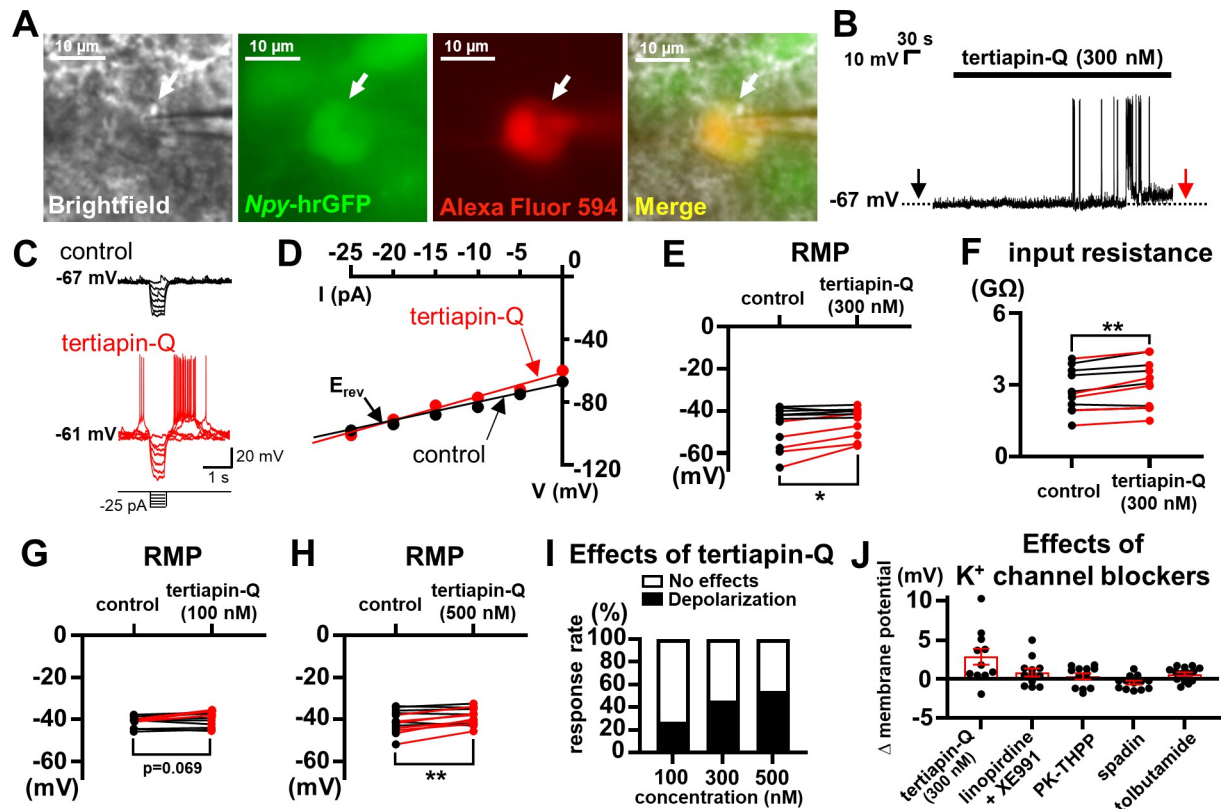 A
10 µm
10 µm
10 µm
10 µm
Brightfield
Npy-hrGFP
Alexa Fluor 594
Merge
B
30 s
10 mV
tertiapin-Q (300 nM)
-67 mV
C
control
-67 mV
tertiapin-Q
-61 mV
20 mV
1 s
-25 pA
D
-25 -15 -5 0
I (pA)
tertiapin-Q
-40
Erev
-80
control
-120
V (mV)
E
RMP
control
tertiapin-Q
(300 nM)
0
-20
-40
-60
(mV)
*
F
input resistance
(GΩ)
6
**
3
0
control
tertiapin-Q
(300 nM)
G
RMP
control
tertiapin-Q
(100 nM)
0
-20
-40
-60
(mV)
p=0.069
H
RMP
control
tertiapin-Q
(500 nM)
0
-20
-40
-60
(mV)
**
I
Effects of tertiapin-Q
No effects
Depolarization
(%)
response rate
100
80
60
40
20
0
100 300 500
concentration (nM)
J
Effects of
K+ channel blockers
(mV)
Δ membrane potential
10
5
0
-5
tertiapin-Q
(300 nM)
linopirdine
+ XE991
PK-THPP
spadin
tolbutamide